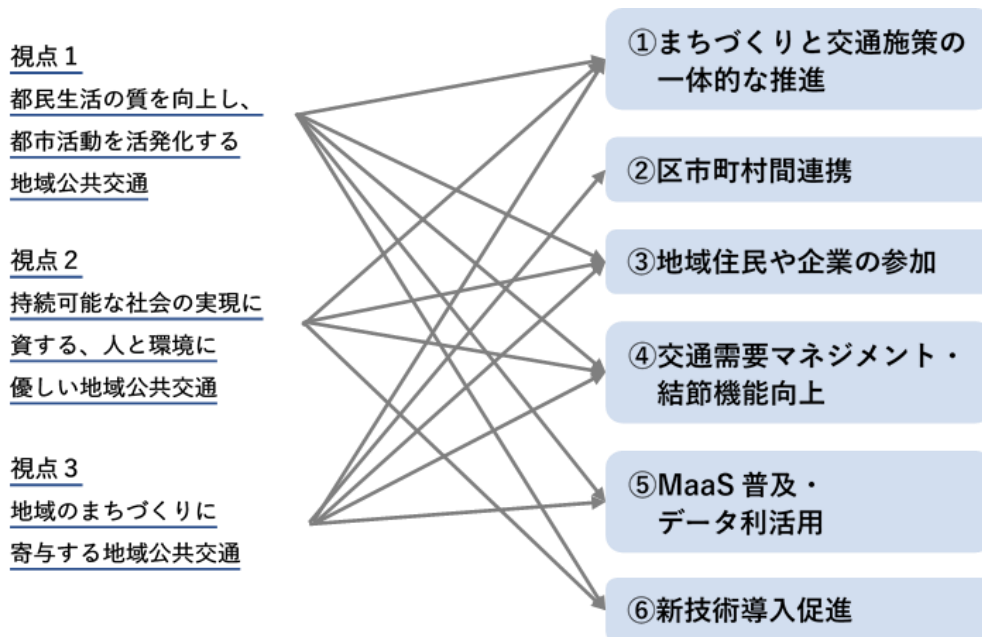 視点１
都民生活の質を向上し、
都市活動を活発化する
地域公共交通
視点２
持続可能な社会の実現に
資する、人と環境に
優しい地域公共交通
視点３
地域のまちづくりに
寄与する地域公共交通
①まちづくりと交通施策の
一体的な推進
②区市町村間連携
③地域住民や企業の参加
④交通需要マネジメント・
結節機能向上
⑤MaaS 普及・
データ利活用
⑥新技術導入促進